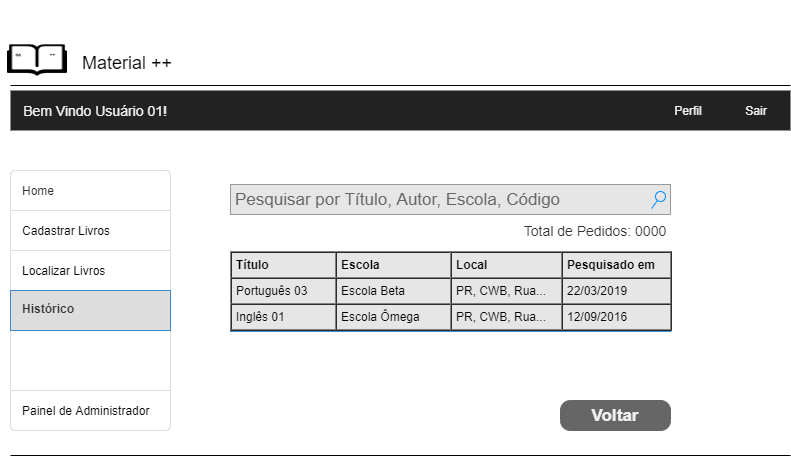 Material ++
Bem Vindo Usuário 01!
Perfil
Sair
Home
Cadastrar Livros
Localizar Livros
Histórico
Painel de Administrador
Pesquisar por Título, Autor, Escola, Código
Total de Pedidos: 0000
Título Escola Local Pesquisado em
Português 03 Escola Beta PR, CWB, Rua... 22/03/2019
Inglês 01 Escola Ômega PR, CWB, Rua... 12/09/2016
Voltar